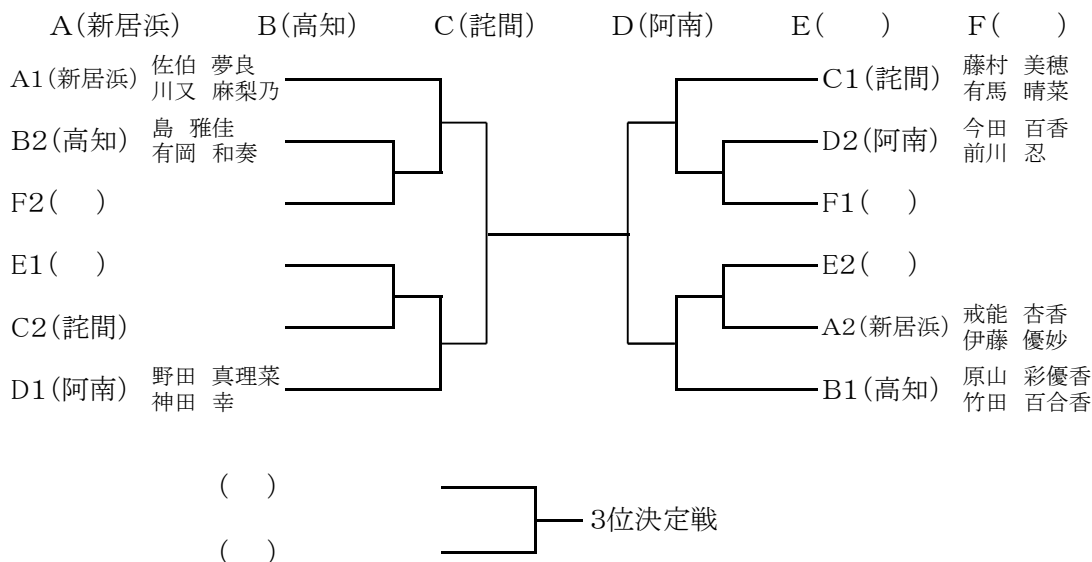 A(新居浜) B(高知) C(詫間) D(阿南) E( ) F( )
A1(新居浜) 佐伯 夢良
川又 麻梨乃
B2(高知) 島 雅佳
有岡 和奏
F2( )
E1( )
C2(詫間)
D1(阿南) 野田 真理菜
神田 幸
C1(詫間) 藤村 美穂
有馬 晴菜
D2(阿南) 今田 百香
前川 忍
F1( )
E2( )
A2(新居浜) 戒能 杏香
伊藤 優妙
B1(高知) 原山 彩優香
竹田 百合香
( )
3位決定戦
( )